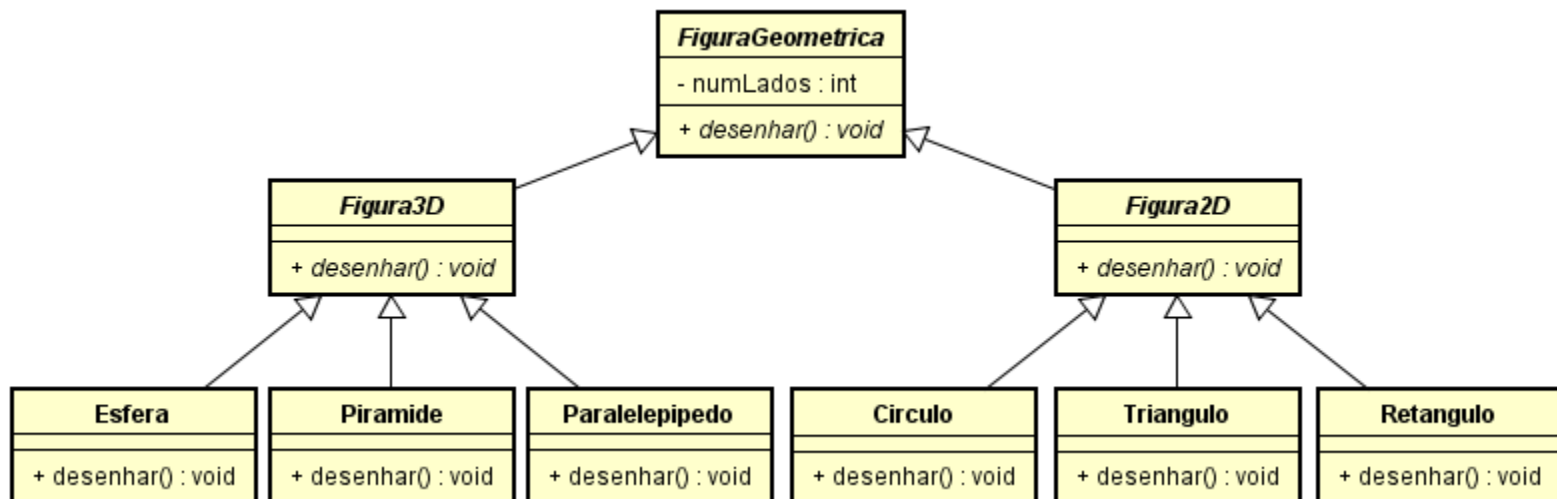 FiguraGeometrica
- numLados : int
+ desenhar() : void
Figura3D
+ desenhar() : void
Figura2D
+ desenhar() : void
Esfera
+ desenhar() : void
Piramide
+ desenhar() : void
Paralelepipedo
+ desenhar() : void
Circulo
+ desenhar() : void
Triangulo
+ desenhar() : void
Retangulo
+ desenhar() : void